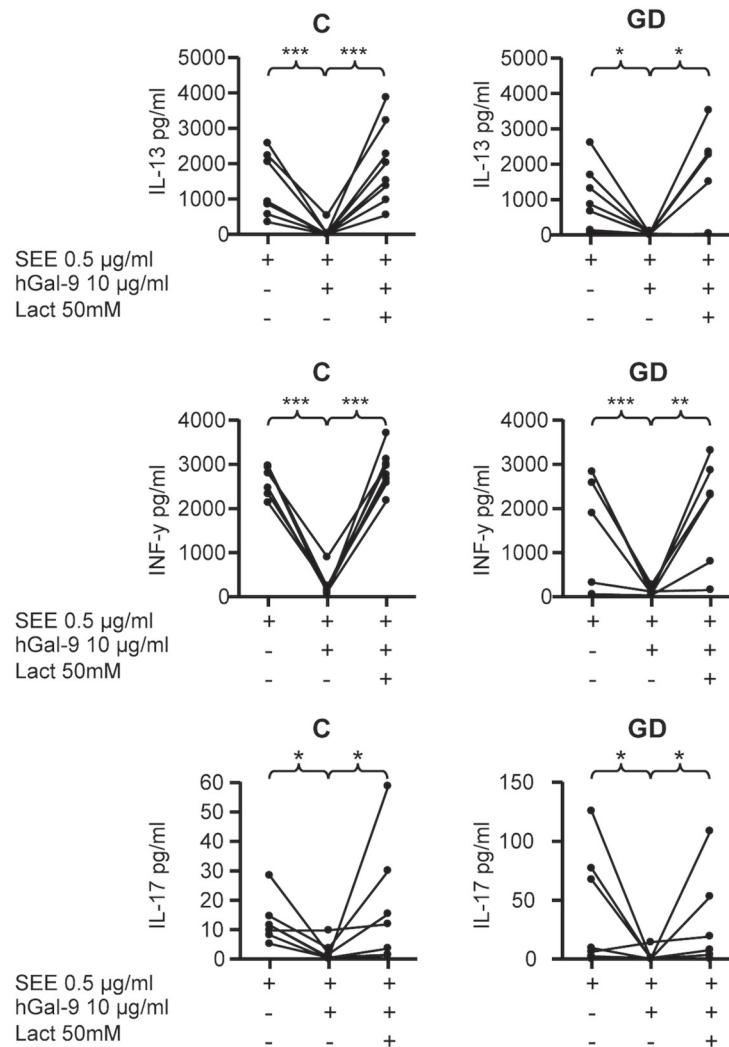 C GD
*** *** * *
IL-13 pg/ml
5000
4000
3000
2000
1000
0
IL-13 pg/ml
5000
4000
3000
2000
1000
0
SEE 0.5 µg/ml + + + + + +
hGal-9 10 µg/ml - + + - + +
Lact 50mM - - + - - +
C GD
*** *** *** **
INF-y pg/ml
4000
3000
2000
1000
0
INF-y pg/ml
4000
3000
2000
1000
0
SEE 0.5 µg/ml + + + + + +
hGal-9 10 µg/ml - + + - + +
Lact 50mM - - + - - +
C GD
* * * *
IL-17 pg/ml
60
50
40
30
20
10
0
IL-17 pg/ml
150
100
50
0
SEE 0.5 µg/ml + + + + + +
hGal-9 10 µg/ml - + + - + +
Lact 50mM - - + - - +